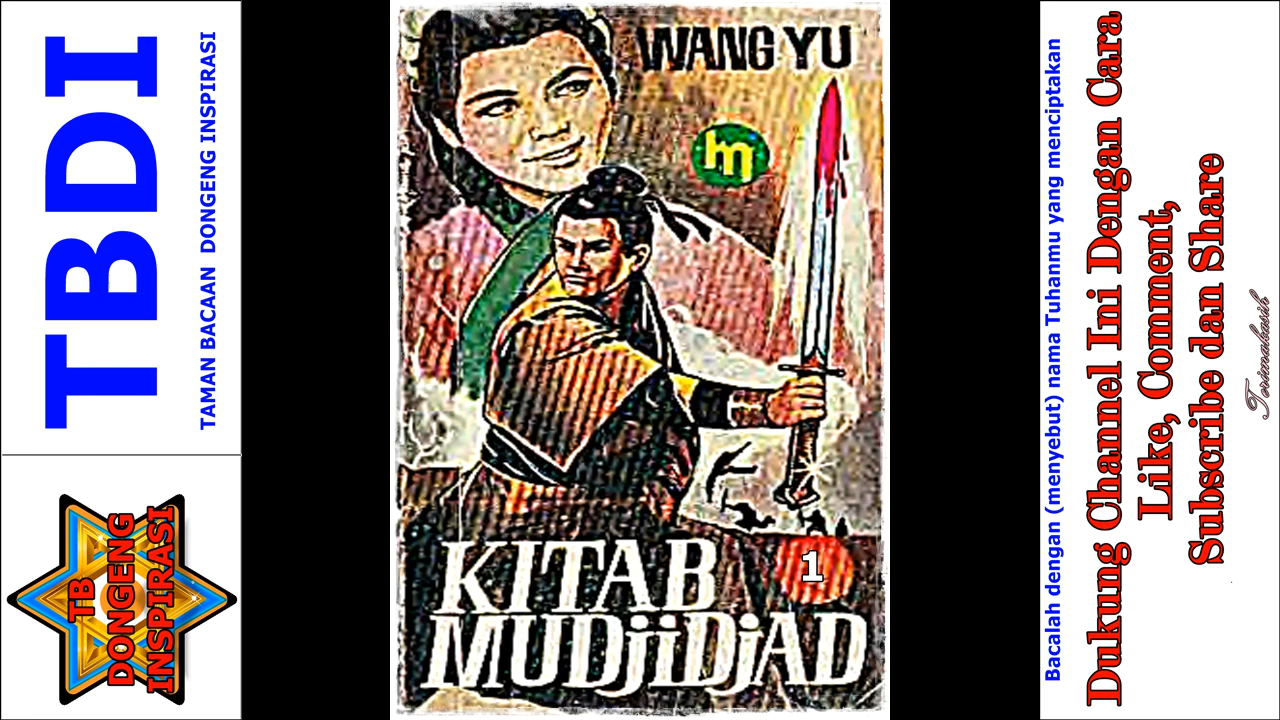 TBDI
TAMAN BACAAN DONGENG INSPIRASI
TB
DONGENG
INSPIRASI
WANG YU
hm
1
KITAB
MUDjiDjAD
Bacalah dengan (menyebut) nama Tuhanmu yang menciptakan
Dukung Channel Ini Dengan Cara
Like, Comment,
Subscribe dan Share
Terimakasih